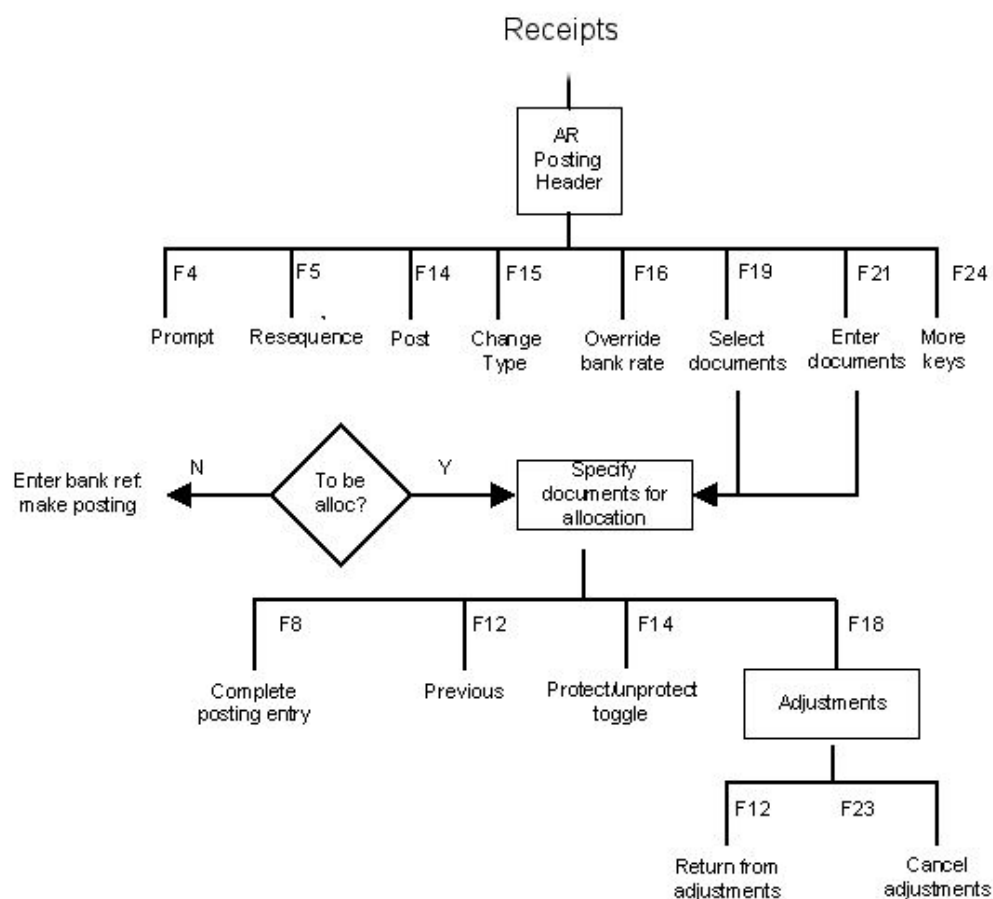 Receipts
AR
Posting
Header
F4
F5
F14
F15
F16
F19
F21
F24
Prompt
Resequence
Post
Change
Type
Override
bank rate
Select
documents
Enter
documents
More
keys
Enter bank ref.
make posting
N
To be
alloc?
Y
Specify
documents for
allocation
F8
F12
F14
F18
Complete
posting entry
Previous
Protect/unprotect
toggle
Adjustments
F12
F23
Return from
adjustments
Cancel
adjustments